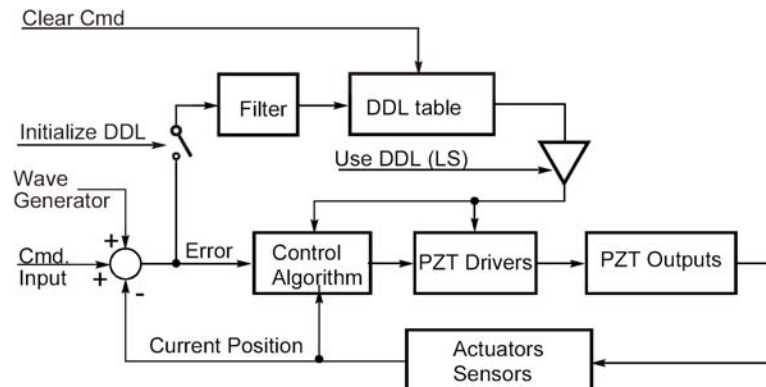 Clear Cmd
Filter
DDL table
Initialize DDL
Use DDL (LS)
Wave
Generator
+
Cmd.
Input
+
-
Error
Control
Algorithm
PZT Drivers
PZT Outputs
Current Position
Actuators
Sensors